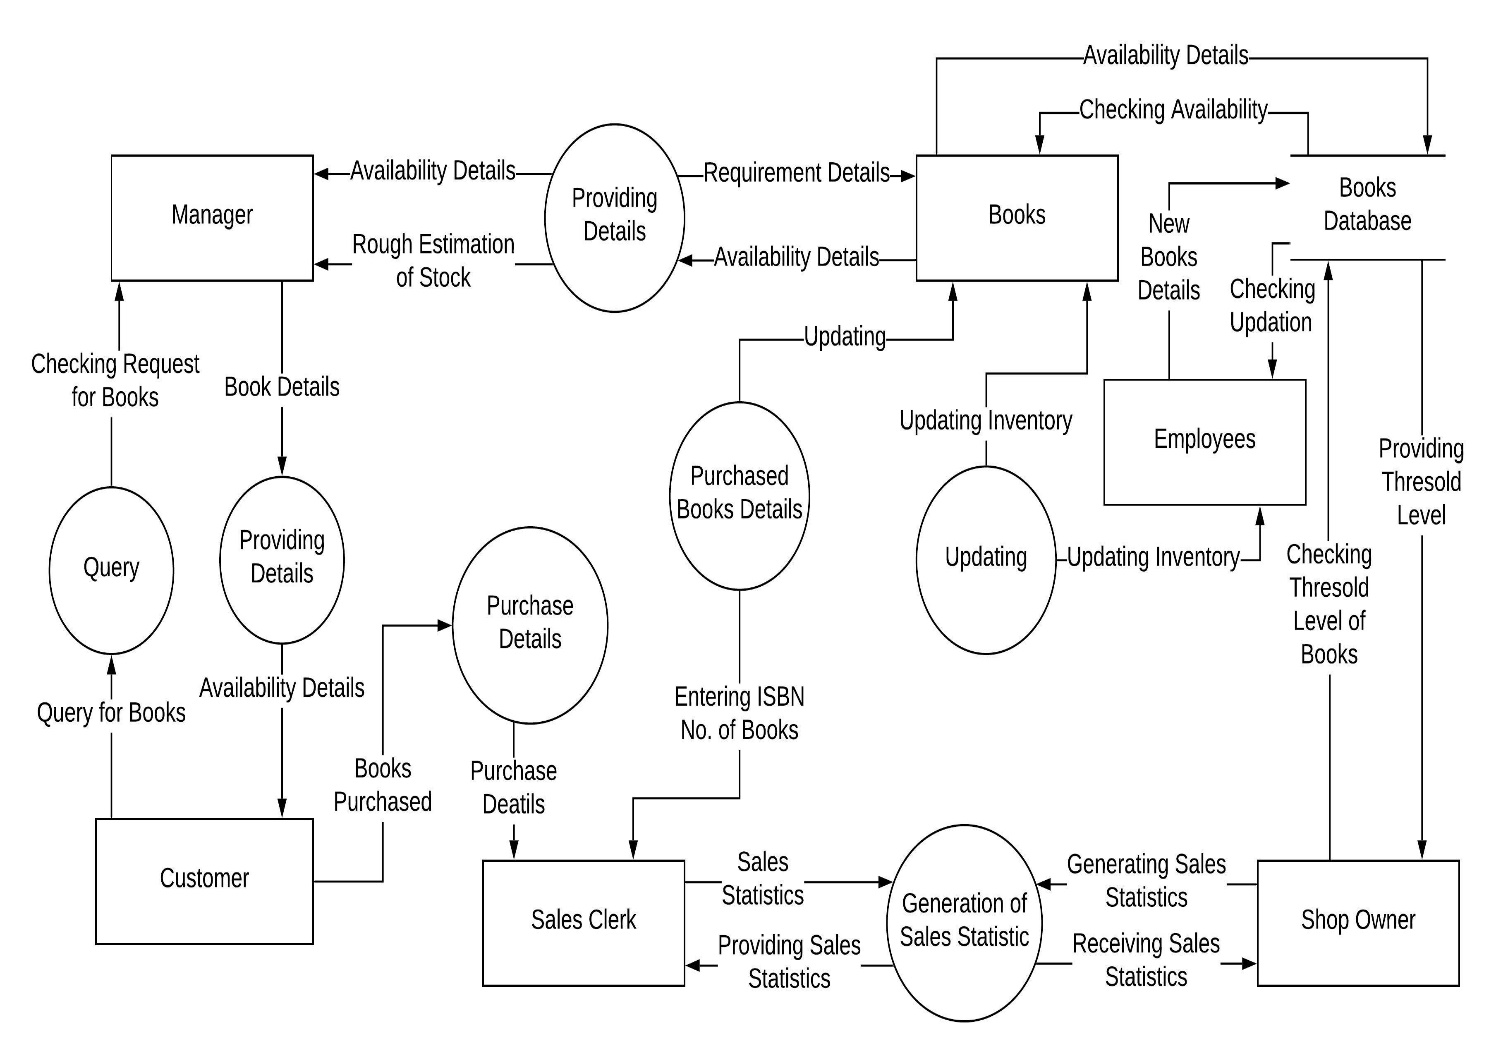 Availability Details
Checking Availability
Availability Details
Requirement Details
Manager
Providing
Details
Books
Books
Database
Rough Estimation
of Stock
Availability Details
New
Books
Details
Checking
Updation
Updating
Checking Request
for Books
Book Details
Updating Inventory
Employees
Providing
Thresold
Level
Purchased
Books Details
Query
Providing
Details
Updating
Updating Inventory
Checking
Thresold
Level of
Books
Purchase
Details
Availability Details
Query for Books
Entering ISBN
No. of Books
Books
Purchased
Purchase
Deatils
Customer
Sales
Statistics
Generating Sales
Statistics
Sales Clerk
Generation of
Sales Statistic
Shop Owner
Providing Sales
Statistics
Receiving Sales
Statistics